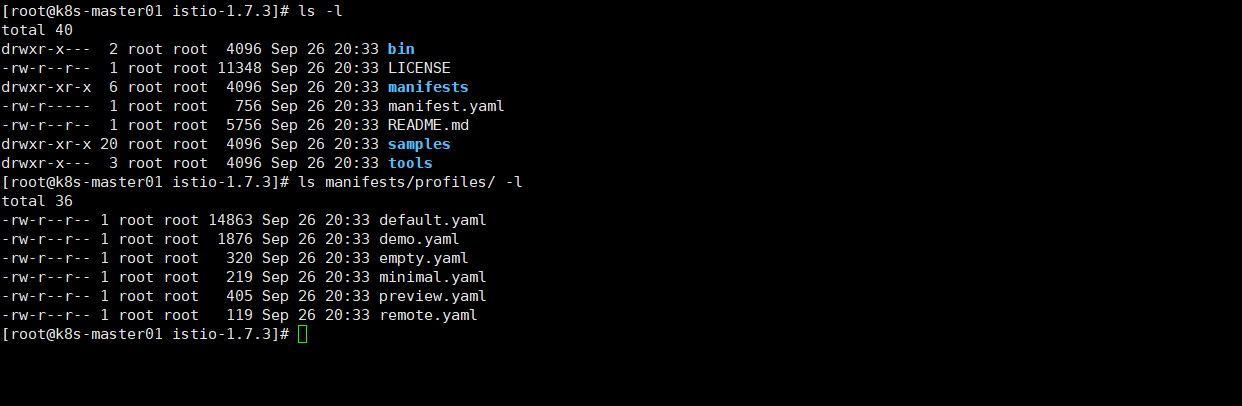 [root@k8s-master01 istio-1.7.3]# ls -l
total 40
drwxr-x---  2 root root  4096 Sep 26 20:33 bin
-rw-r--r--  1 root root 11348 Sep 26 20:33 LICENSE
drwxr-xr-x  6 root root  4096 Sep 26 20:33 manifests
-rw-r-----  1 root root   756 Sep 26 20:33 manifest.yaml
-rw-r--r--  1 root root  5756 Sep 26 20:33 README.md
drwxr-xr-x 20 root root  4096 Sep 26 20:33 samples
drwxr-x---  3 root root  4096 Sep 26 20:33 tools
[root@k8s-master01 istio-1.7.3]# ls manifests/profiles/ -l
total 36
-rw-r--r-- 1 root root 14863 Sep 26 20:33 default.yaml
-rw-r--r-- 1 root root  1876 Sep 26 20:33 demo.yaml
-rw-r--r-- 1 root root   320 Sep 26 20:33 empty.yaml
-rw-r--r-- 1 root root   219 Sep 26 20:33 minimal.yaml
-rw-r--r-- 1 root root   405 Sep 26 20:33 preview.yaml
-rw-r--r-- 1 root root   119 Sep 26 20:33 remote.yaml
[root@k8s-master01 istio-1.7.3]#